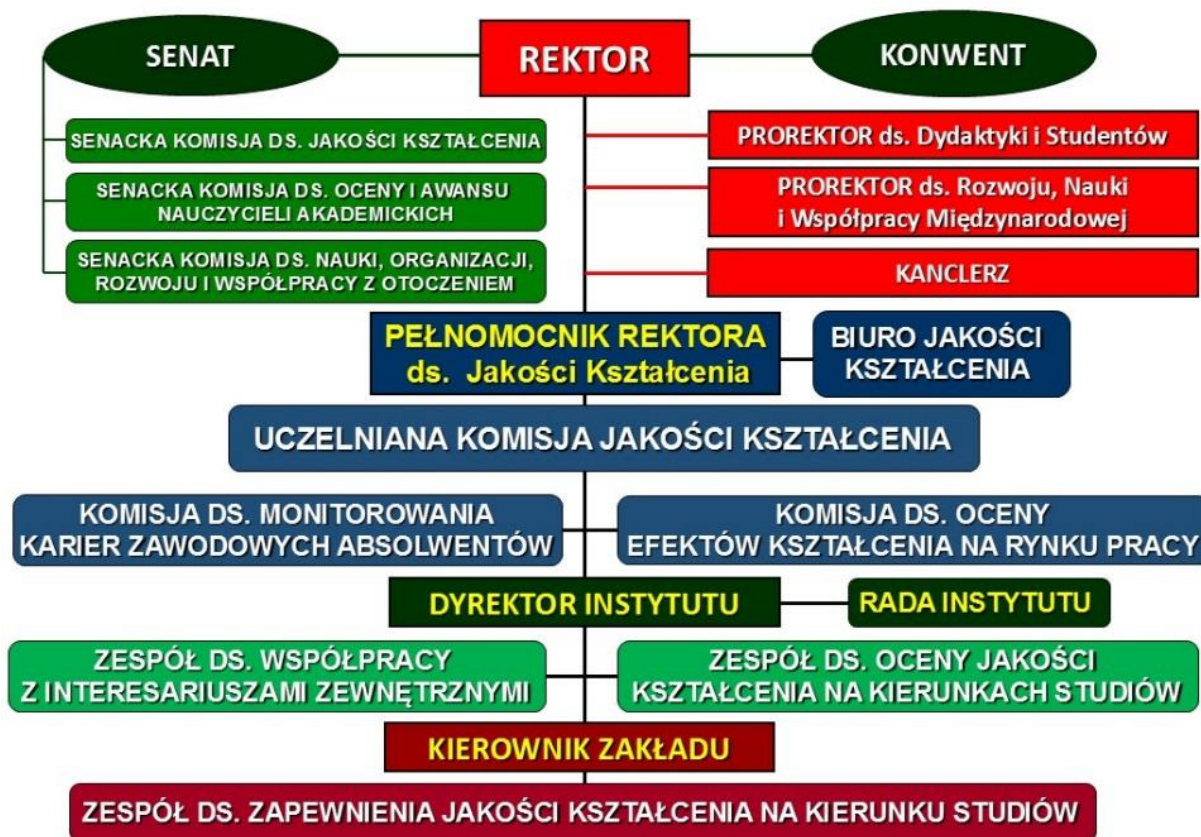 SENAT
REKTOR
KONWENT
SENACKA KOMISJA DS. JAKOŚCI KSZTAŁCENIA
SENACKA KOMISJA DS. OCENY I AWANSU
NAUCZYCIELI AKADEMICKICH
SENACKA KOMISJA DS. NAUKI, ORGANIZACJI,
ROZWOJU I WSPÓŁPRACY Z OTOCZENIEM
PROREKTOR ds. Dydaktyki i Studentów
PROREKTOR ds. Rozwoju, Nauki
i Współpracy Międzynarodowej
KANCLERZ
PEŁNOMOCNIK REKTORA
ds. Jakości Kształcenia
BIURO JAKOŚCI
KSZTAŁCENIA
UCZELNIANA KOMISJA JAKOŚCI KSZTAŁCENIA
KOMISJA DS. MONITOROWANIA
KARIER ZAWODOWYCH ABSOLWENTÓW
KOMISJA DS. OCENY
EFEKTÓW KSZTAŁCENIA NA RYNKU PRACY
DYREKTOR INSTYTUTU
RADA INSTYTUTU
ZESPÓŁ DS. WSPÓŁPRACY
Z INTERESARIUSZAMI ZEWNĘTRZNYMI
ZESPÓŁ DS. OCENY JAKOŚCI
KSZTAŁCENIA NA KIERUNKACH STUDIÓW
KIEROWNIK ZAKŁADU
ZESPÓŁ DS. ZAPEWNIENIA JAKOŚCI KSZTAŁCENIA NA KIERUNKU STUDIÓW